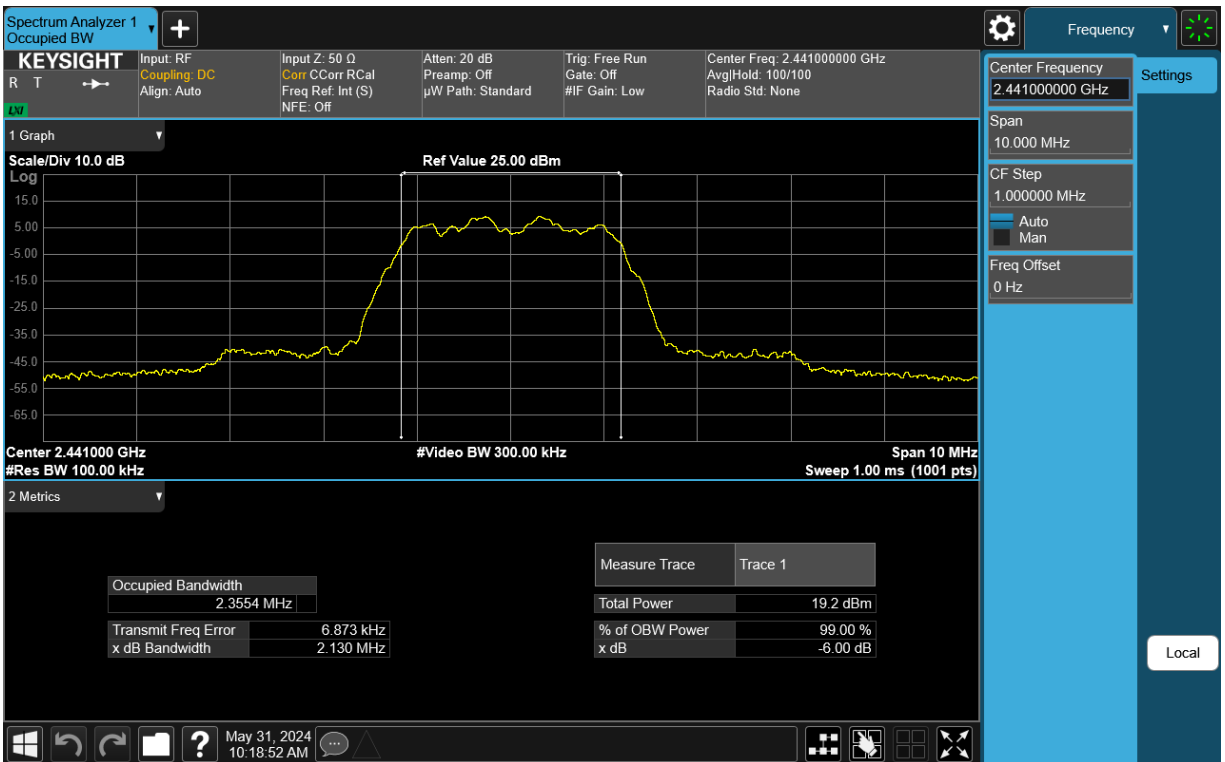 Spectrum Analyzer 1
Occupied BW
Frequency
KEYSIGHT
R T
LXI
Input: RF
Coupling: DC
Align: Auto
Input Z: 50 Ω
Corr CCorr RCal
Freq Ref: Int (S)
NFE: Off
Atten: 20 dB
Preamp: Off
µW Path: Standard
Trig: Free Run
Gate: Off
#IF Gain: Low
Center Freq: 2.441000000 GHz
Avg|Hold: 100/100
Radio Std: None
Center Frequency
2.441000000 GHz
Settings
Span
10.000 MHz
CF Step
1.000000 MHz
Auto
Man
Freq Offset
0 Hz
1 Graph
Scale/Div 10.0 dB
Ref Value 25.00 dBm
Log
15.0
5.00
-5.00
-15.0
-25.0
-35.0
-45.0
-55.0
-65.0
Center 2.441000 GHz
#Video BW 300.00 kHz
Span 10 MHz
#Res BW 100.00 kHz
Sweep 1.00 ms (1001 pts)
2 Metrics
Measure Trace Trace 1
Occupied Bandwidth
2.3554 MHz
Total Power 19.2 dBm
Transmit Freq Error 6.873 kHz
% of OBW Power 99.00 %
x dB Bandwidth 2.130 MHz
x dB -6.00 dB
Local
?
May 31, 2024
10:18:52 AM